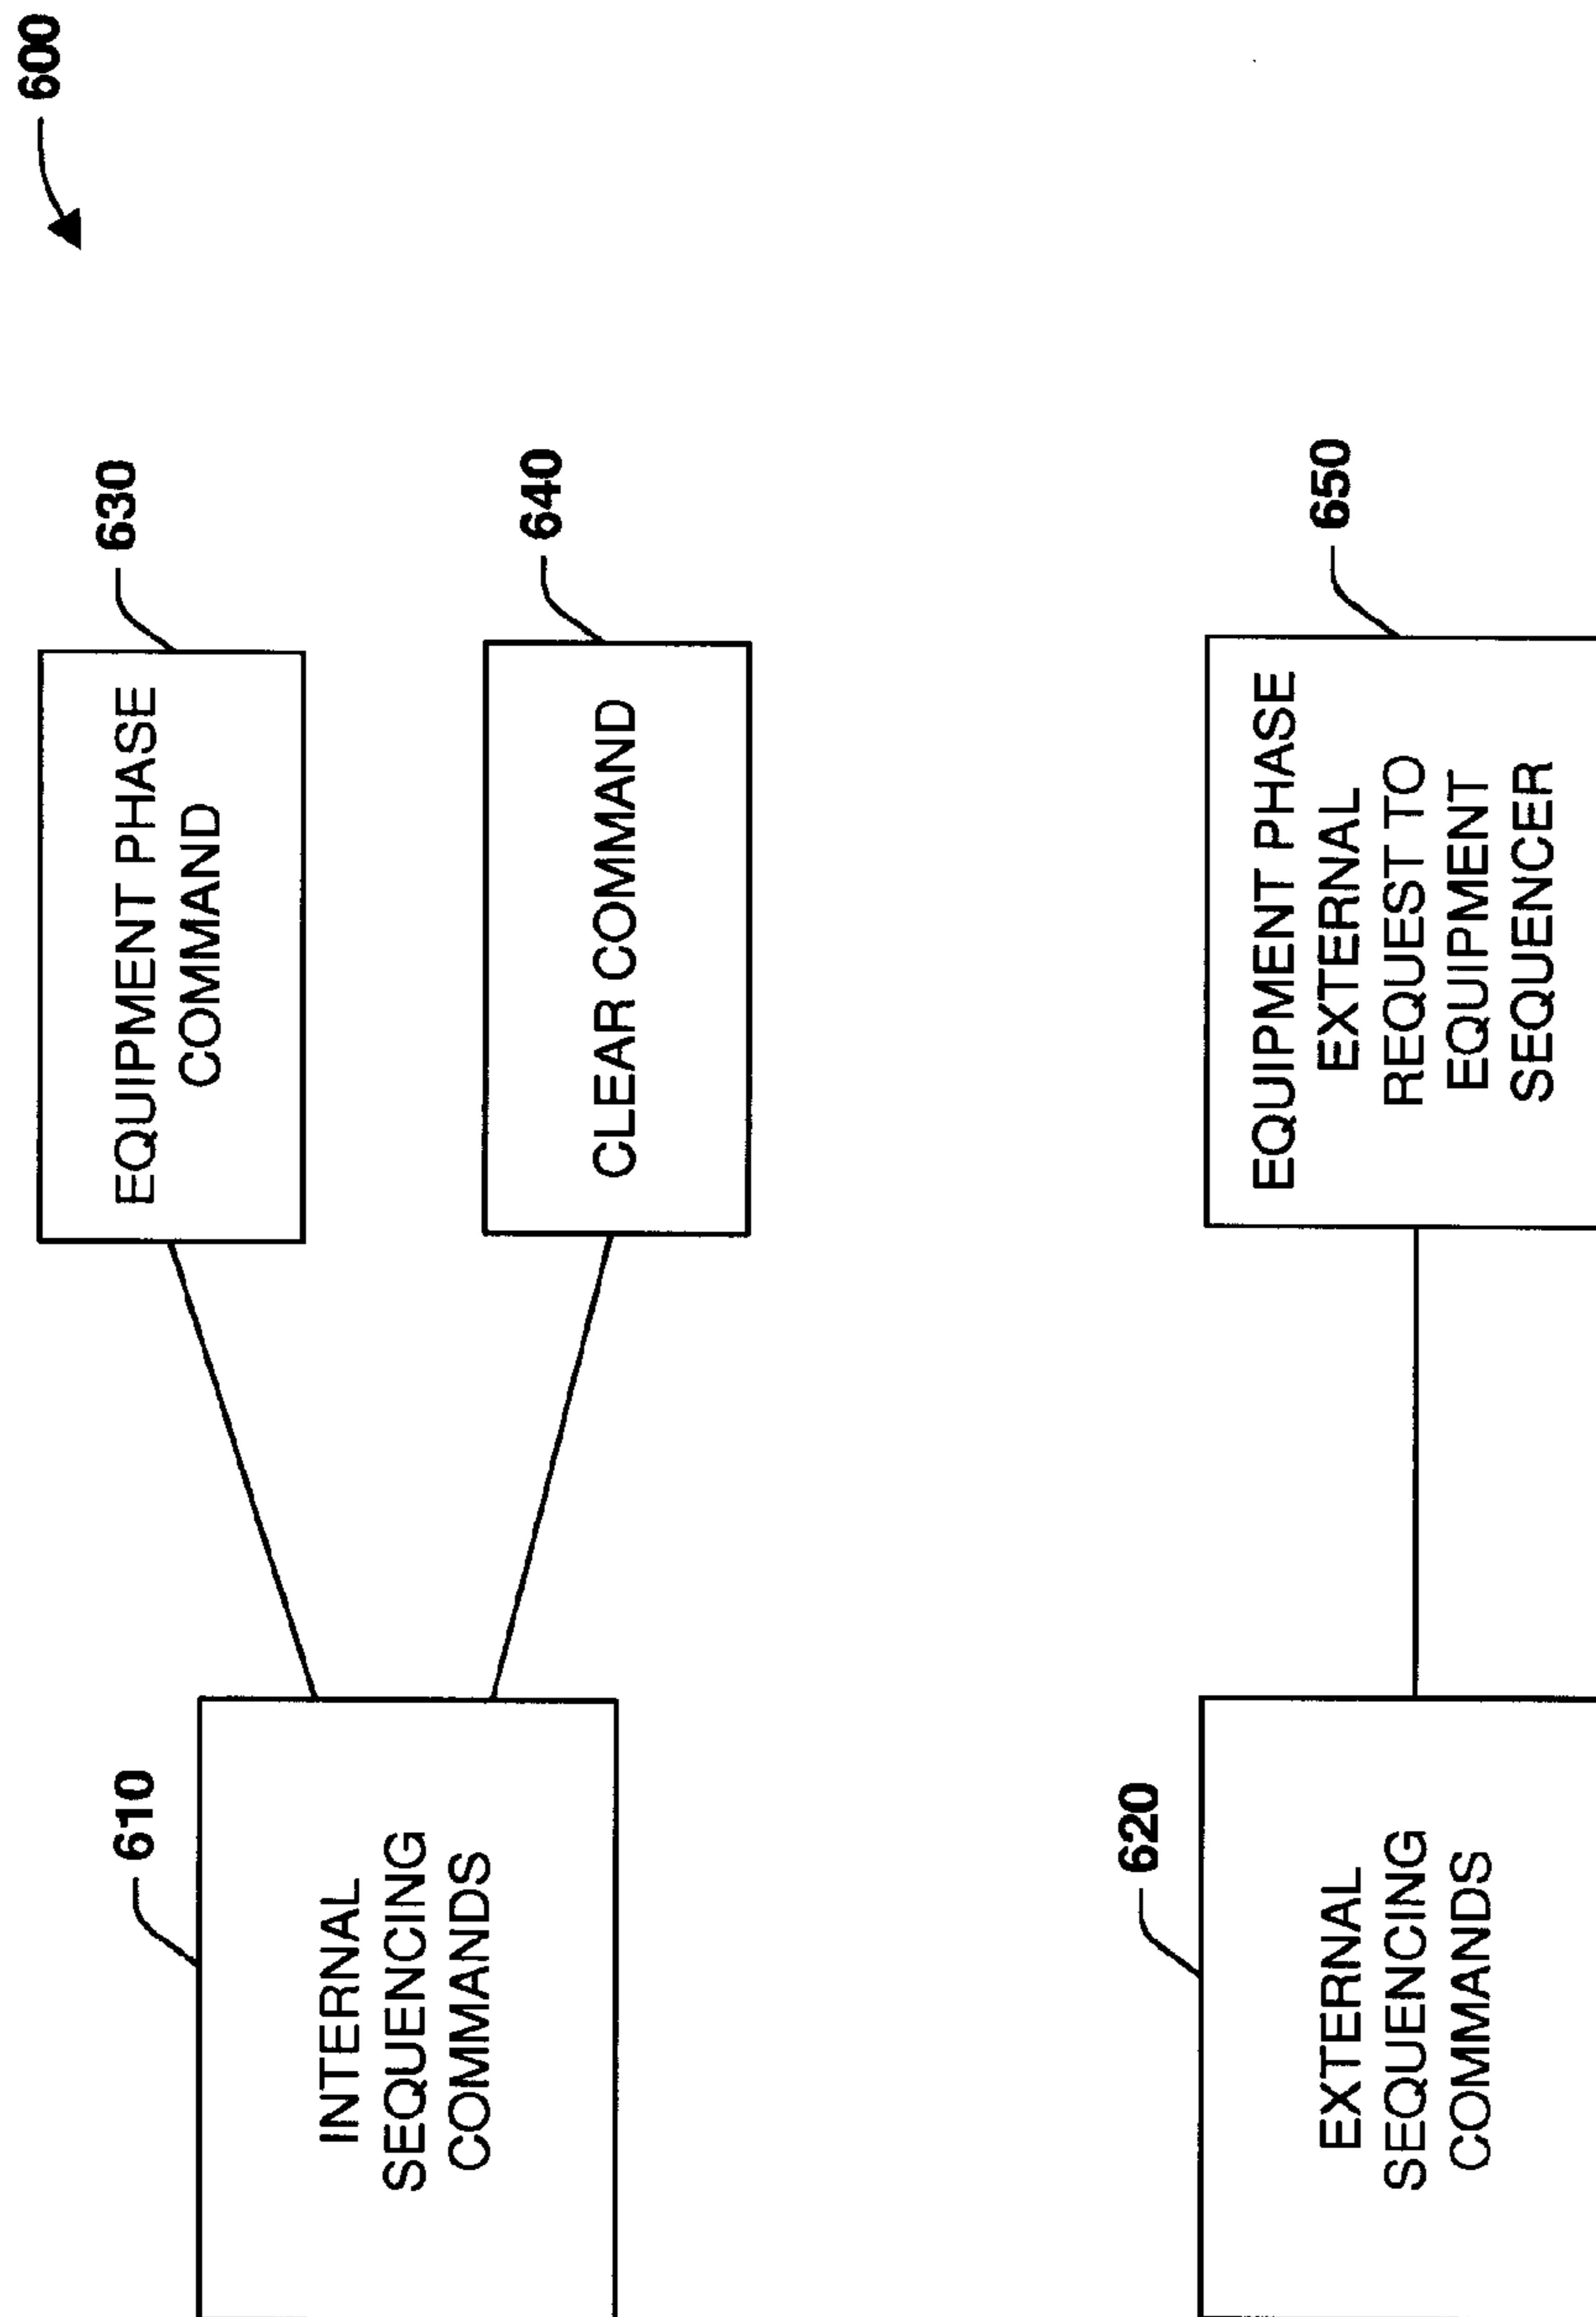 600
630
EQUIPMENT PHASE
COMMAND
610
INTERNAL
SEQUENCING
COMMANDS
640
CLEAR COMMAND
650
EQUIPMENT PHASE
EXTERNAL
REQUEST TO
EQUIPMENT
SEQUENCER
620
EXTERNAL
SEQUENCING
COMMANDS